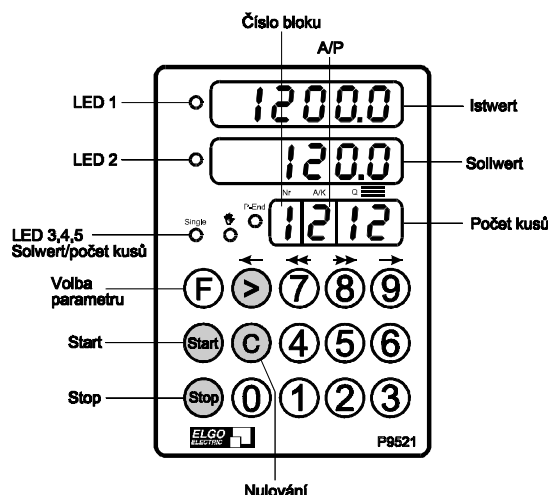 Číslo bloku
A/P
LED 1
1200.0
Istwert
LED 2
120.0
Sollwert
Nr A/K Q
Single
P-End
1 2 12
Počet kusů
LED 3,4,5
Solwert/počet kusů
Volba
parametru
F > 7 8 9
Start
Start C 4 5 6
Stop
Stop 0 1 2 3
ELGO
ELECTRIC
P9521
Nulování